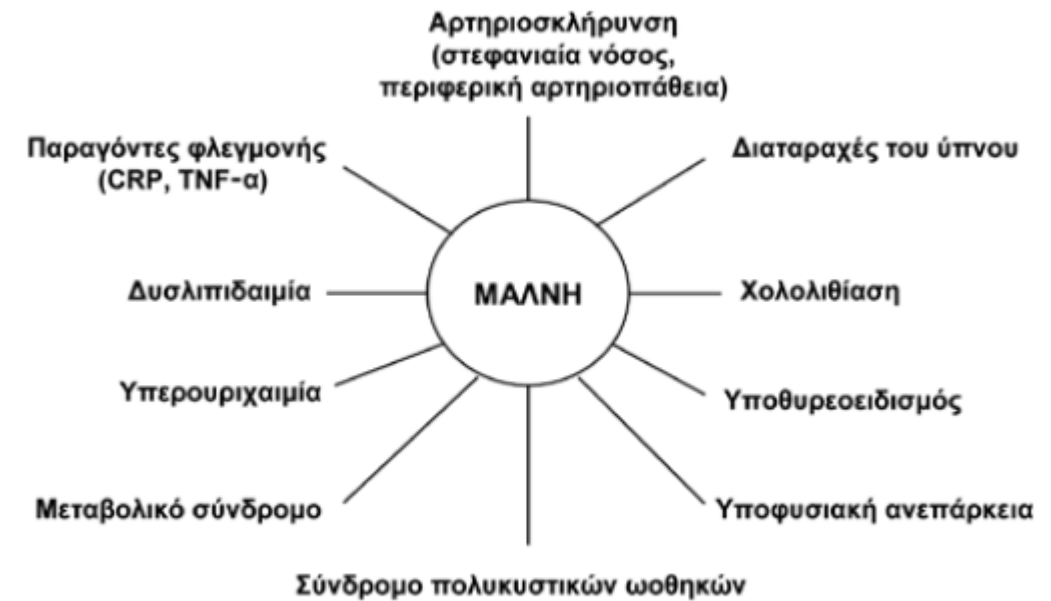 Αρτηριοσκλήρυνση
(στεφανιαία νόσος,
περιφερική αρτηριοπάθεια)
Παραγόντες φλεγμονής
(CRP, TNF-α)
Διαταραχές του ύπνου
Δυσλιπιδαιμία
ΜΑΛΝΗ
Χολολιθίαση
Υπερουριχαιμία
Υποθυρεοειδισμός
Μεταβολικό σύνδρομο
Υποφυσιακή ανεπάρκεια
Σύνδρομο πολυκυστικών ωοθηκών